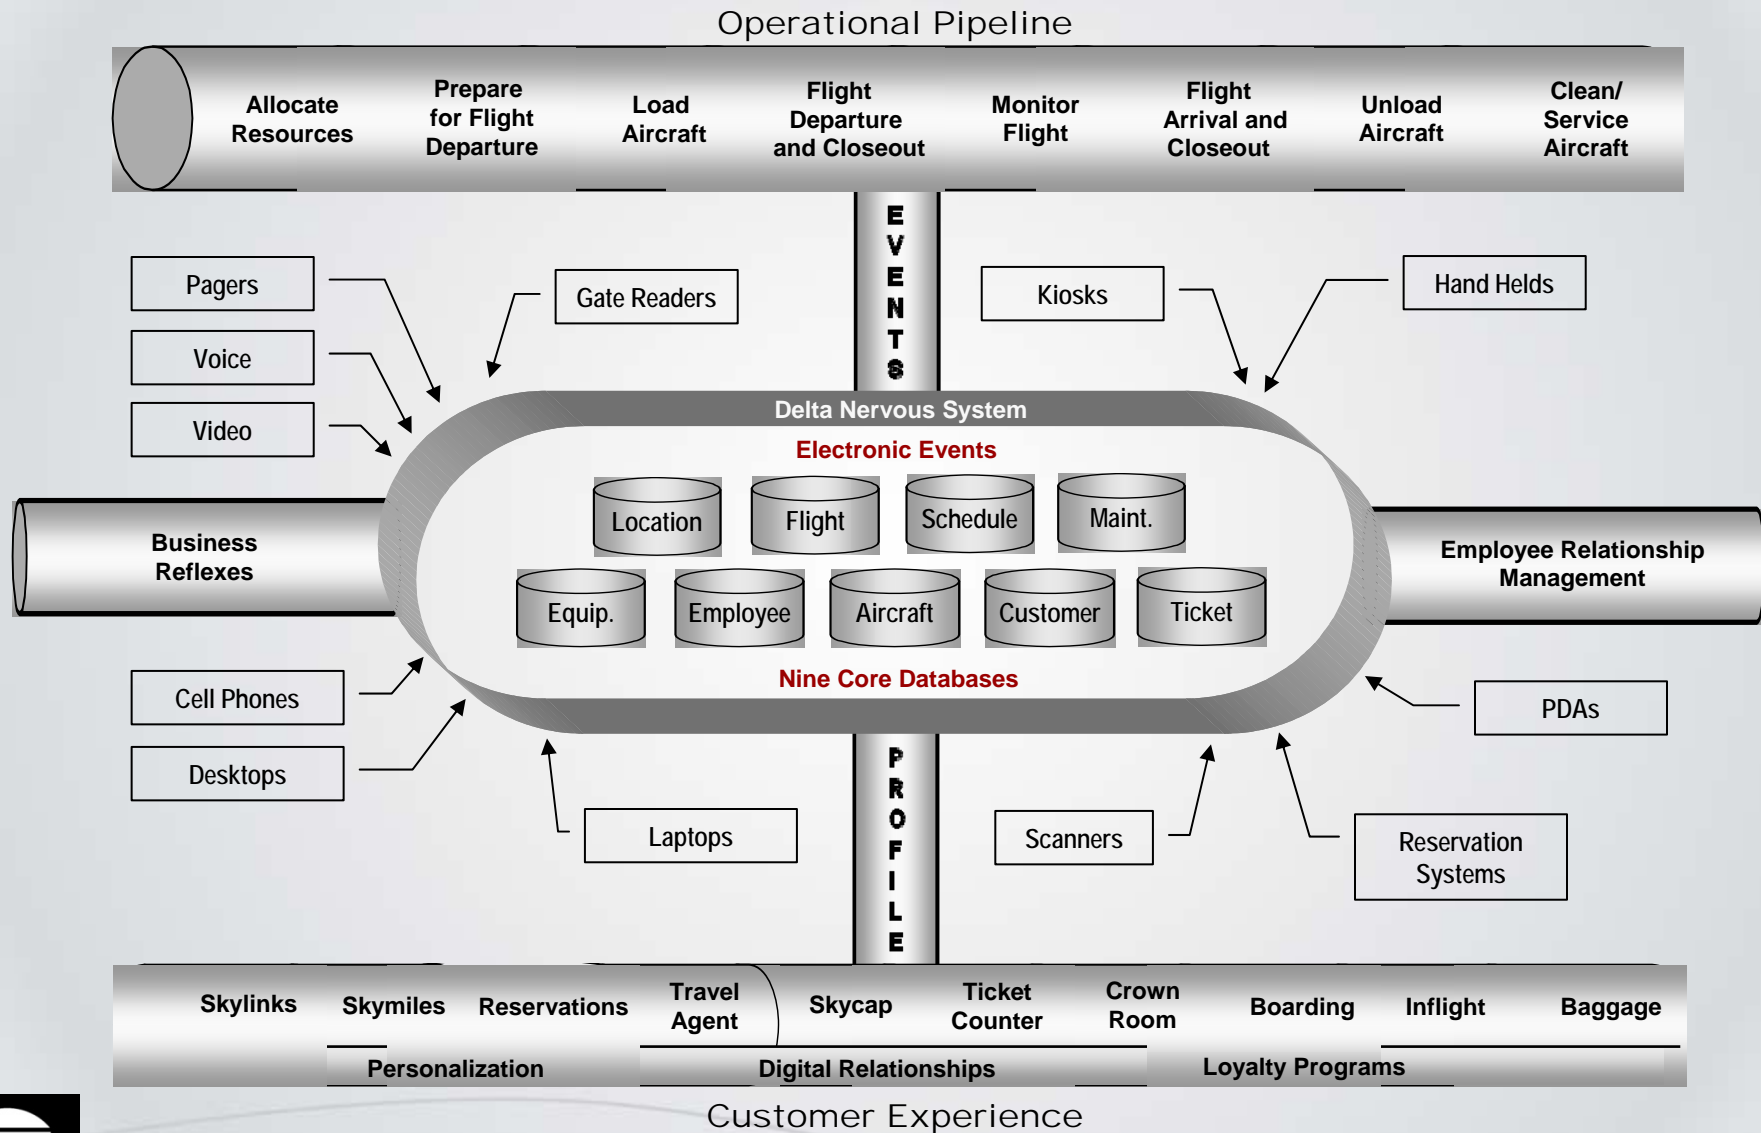 Operational Pipeline
Allocate
Resources
Prepare
for Flight
Departure
Load
Aircraft
Flight
Departure
and Closeout
Monitor
Flight
Flight
Arrival and
Closeout
Unload
Aircraft
Clean/
Service
Aircraft
EVENTS
Pagers
Gate Readers
Kiosks
Hand Helds
Voice
Video
Delta Nervous System
Electronic Events
Location
Flight
Schedule
Maint.
Business
Reflexes
Employee Relationship
Management
Equip.
Employee
Aircraft
Customer
Ticket
Nine Core Databases
Cell Phones
PDAs
Desktops
Laptops
Scanners
Reservation
Systems
PROFILE
Skylinks
Skymiles
Reservations
Travel
Agent
Skycap
Ticket
Counter
Crown
Room
Boarding
Inflight
Baggage
Personalization
Digital Relationships
Loyalty Programs
Customer Experience